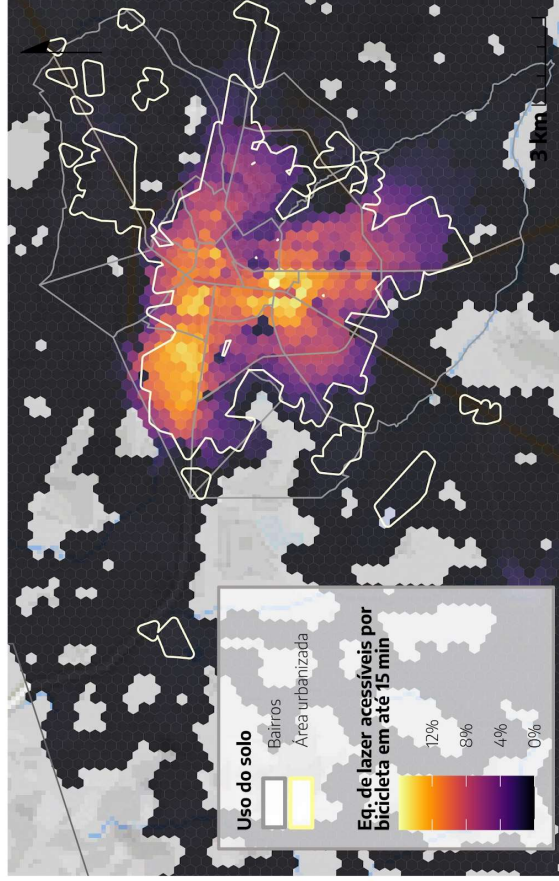 Uso do solo
Bairros
Área urbanizada
Eq. de lazer acessíveis por
bicicleta em até 15 min
12%
8%
4%
0%
3 km